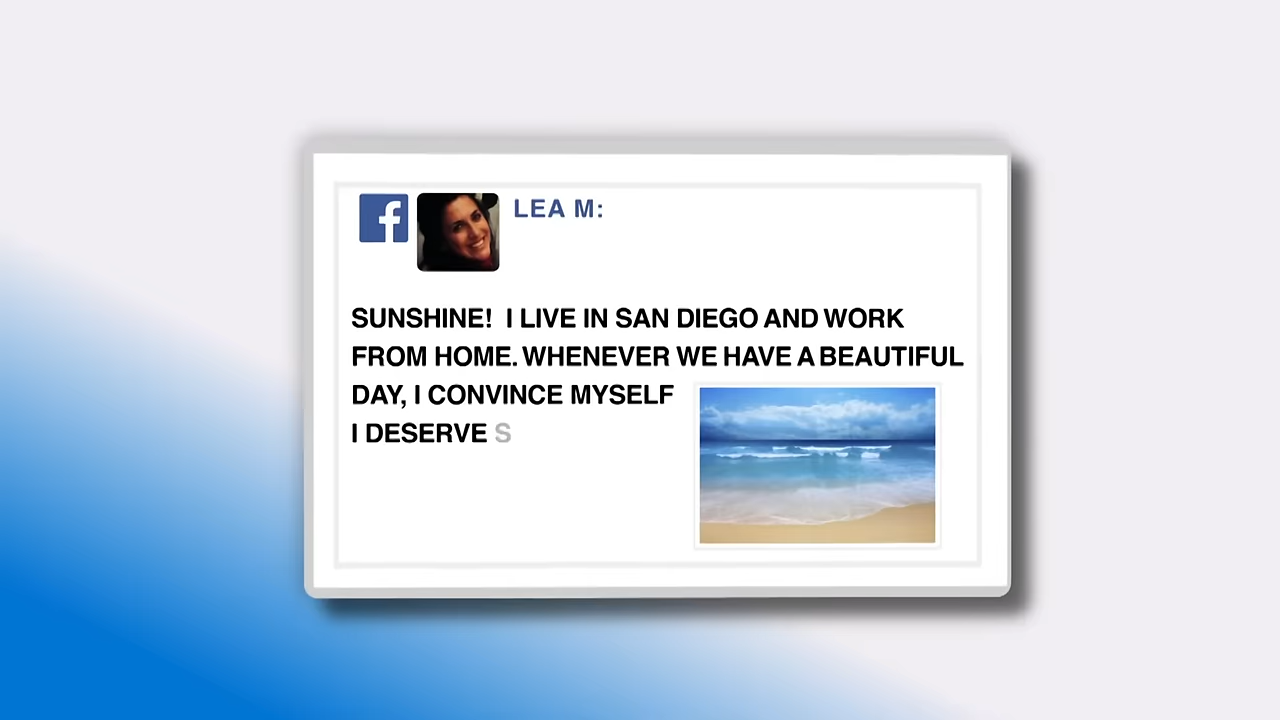 LEA M:
SUNSHINE! I LIVE IN SAN DIEGO AND WORK
FROM HOME. WHENEVER WE HAVE A BEAUTIFUL
DAY, I CONVINCE MYSELF
I DESERVE S